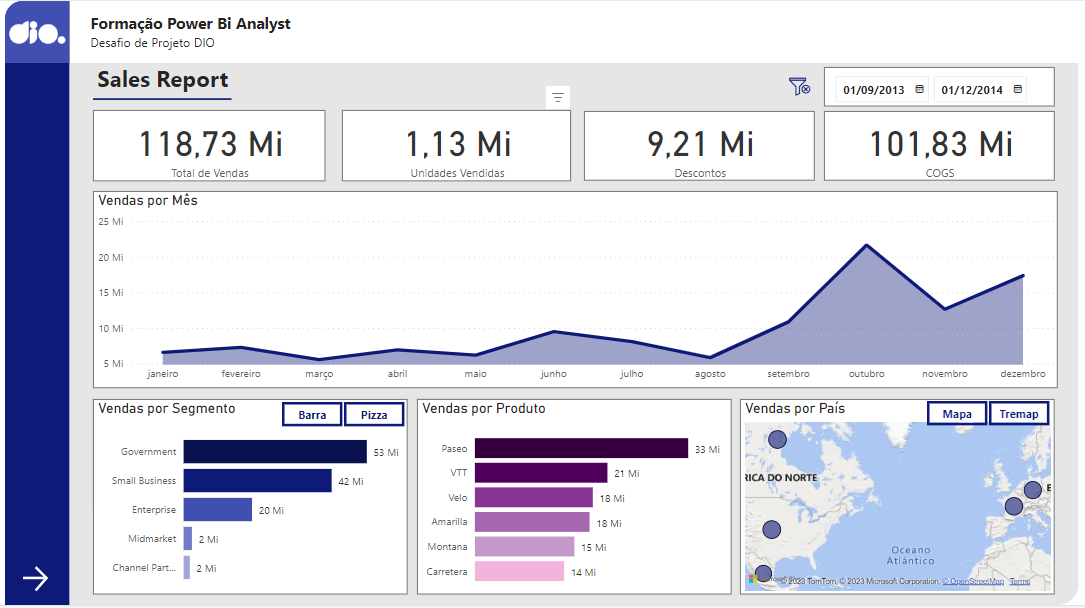 dio.
Formação Power Bi Analyst
Desafio de Projeto DIO
Sales Report
01/09/2013 01/12/2014
118,73 Mi
Total de Vendas
1,13 Mi
Unidades Vendidas
9,21 Mi
Descontos
101,83 Mi
COGS
Vendas por Mês
25 Mi
20 Mi
15 Mi
10 Mi
5 Mi
janeiro fevereiro março abril maio junho julho agosto setembro outubro novembro dezembro
Vendas por Segmento
Barra Pizza
Government 53 Mi
Small Business 42 Mi
Enterprise 20 Mi
Midmarket 2 Mi
Channel Part... 2 Mi
Vendas por Produto
Paseo 33 Mi
VTT 21 Mi
Velo 18 Mi
Amarilla 18 Mi
Montana 15 Mi
Carretera 14 Mi
Vendas por País
Mapa Tremap
RICA DO NORTE
E
Oceano
Atlântico
© 2023 TomTom, © 2023 Microsoft Corporation, © OpenStreetMap Terms